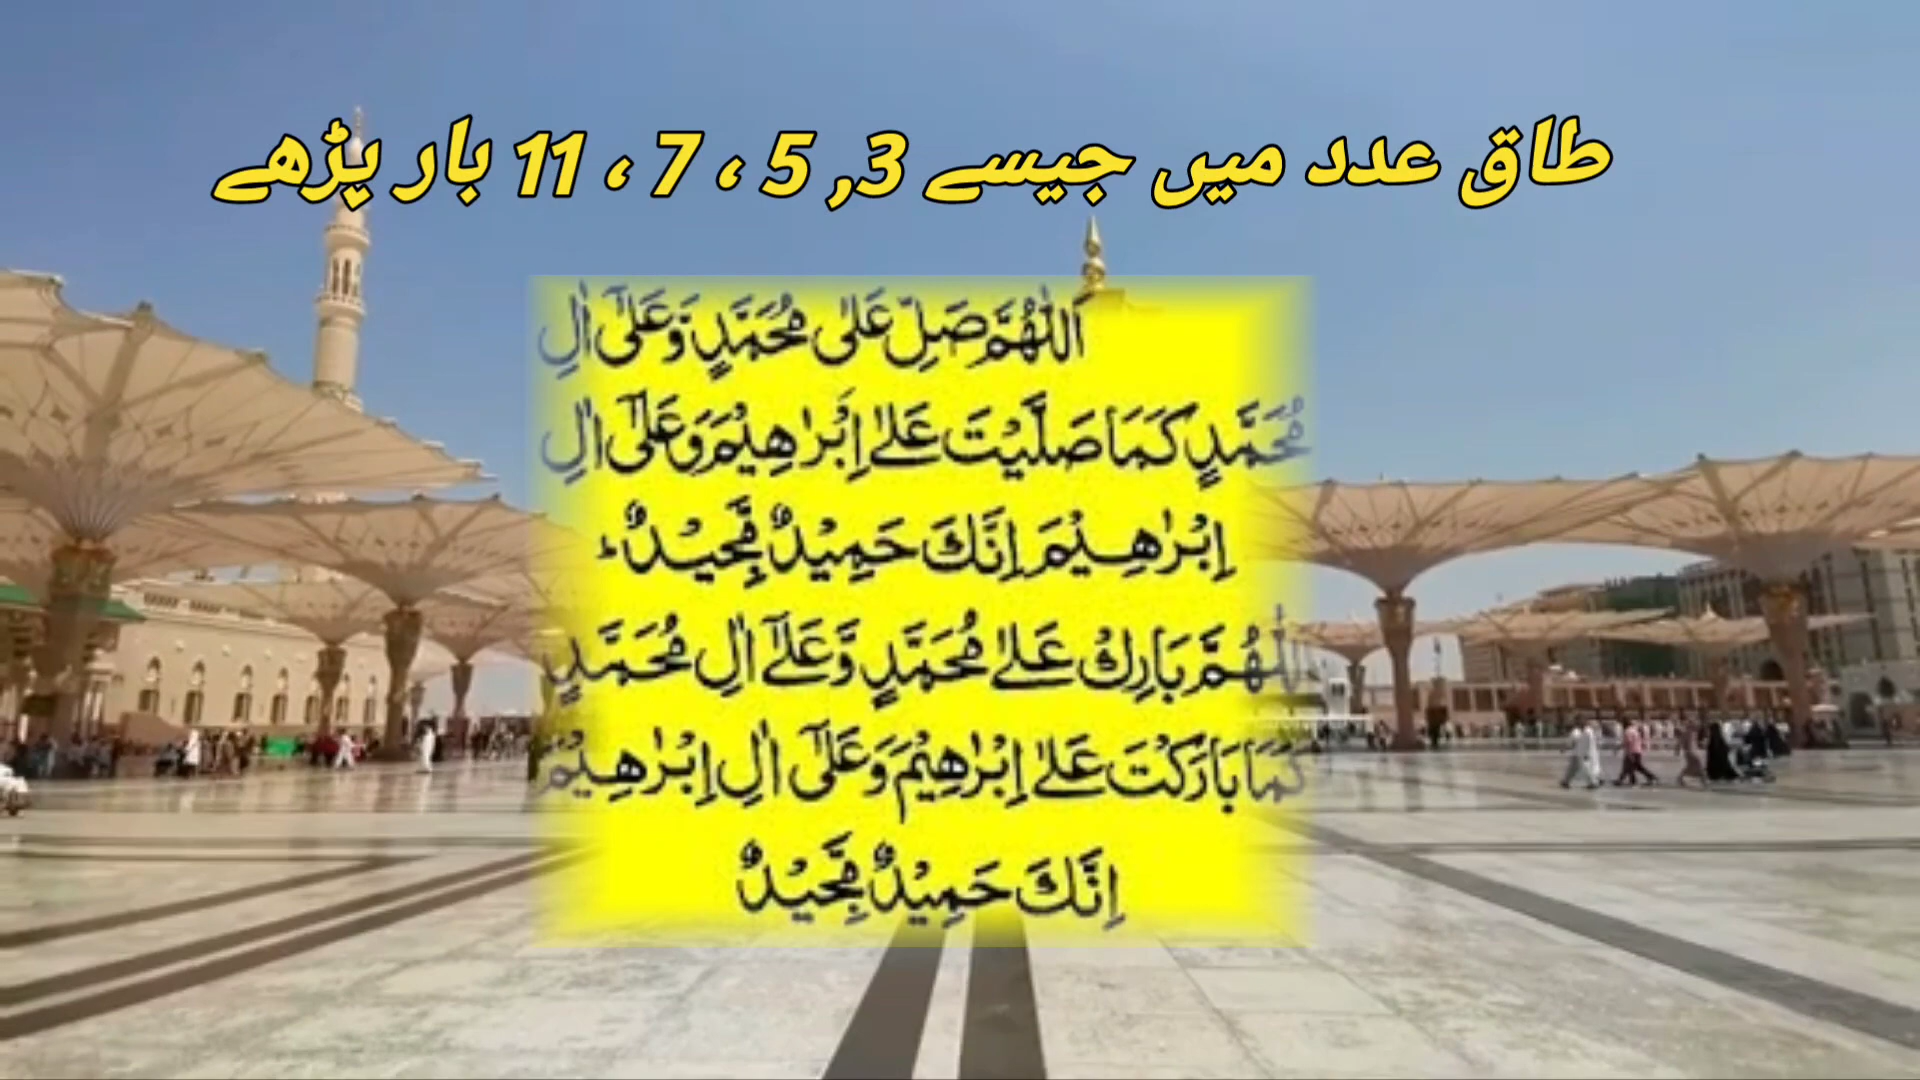 طاق عدد میں جیسے 3, 5 ، 7 ، 11 بار پڑھے
اَللّٰهُمَّ صَلِّ عَلٰی مُحَمَّدٍ وَّعَلٰٓی اٰلِ
مُحَمَّدٍ کَمَا صَلَّیْتَ عَلٰٓی اِبْرٰهِیْمَ وَعَلٰٓی اٰلِ
اِبْرٰهِیْمَ اِنَّکَ حَمِیْدٌ مَّجِیْدٌ ؕ
اَللّٰهُمَّ بَارِکْ عَلٰی مُحَمَّدٍ وَّعَلٰٓی اٰلِ مُحَمَّدٍ
کَمَا بَارَکْتَ عَلٰٓی اِبْرٰهِیْمَ وَعَلٰٓی اٰلِ اِبْرٰهِیْمَ
اِنَّکَ حَمِیْدٌ مَّجِیْدٌ